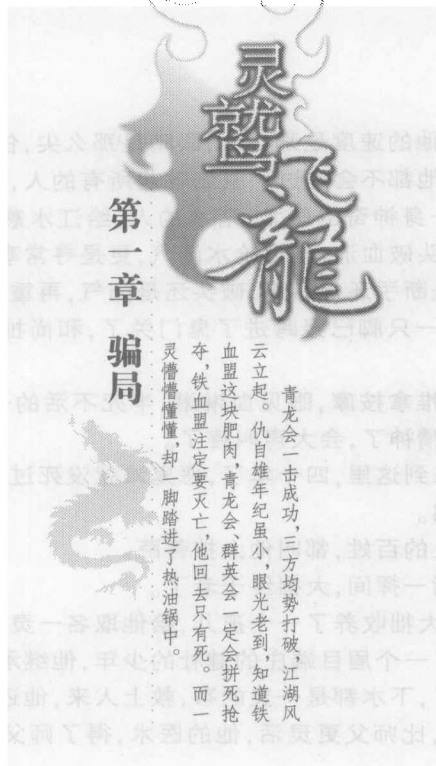 灵鹫飞龍
第一章 骗局
青龙会一击成功,三方均势打破,江湖风
云立起。仇自雄年纪虽小,眼光老到,知道铁
血盟这块肥肉,青龙会、群英会一定会拼死抢
夺,铁血盟注定要灭亡,他回去只有死。而一
灵懵懵懂懂,却一脚踏进了热油锅中。